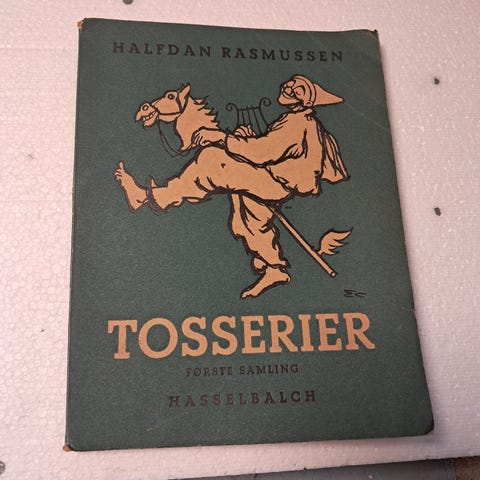 HALFDAN RASMUSSEN
TOSSERIER
FØRSTE SAMLING
HASSELBALCH